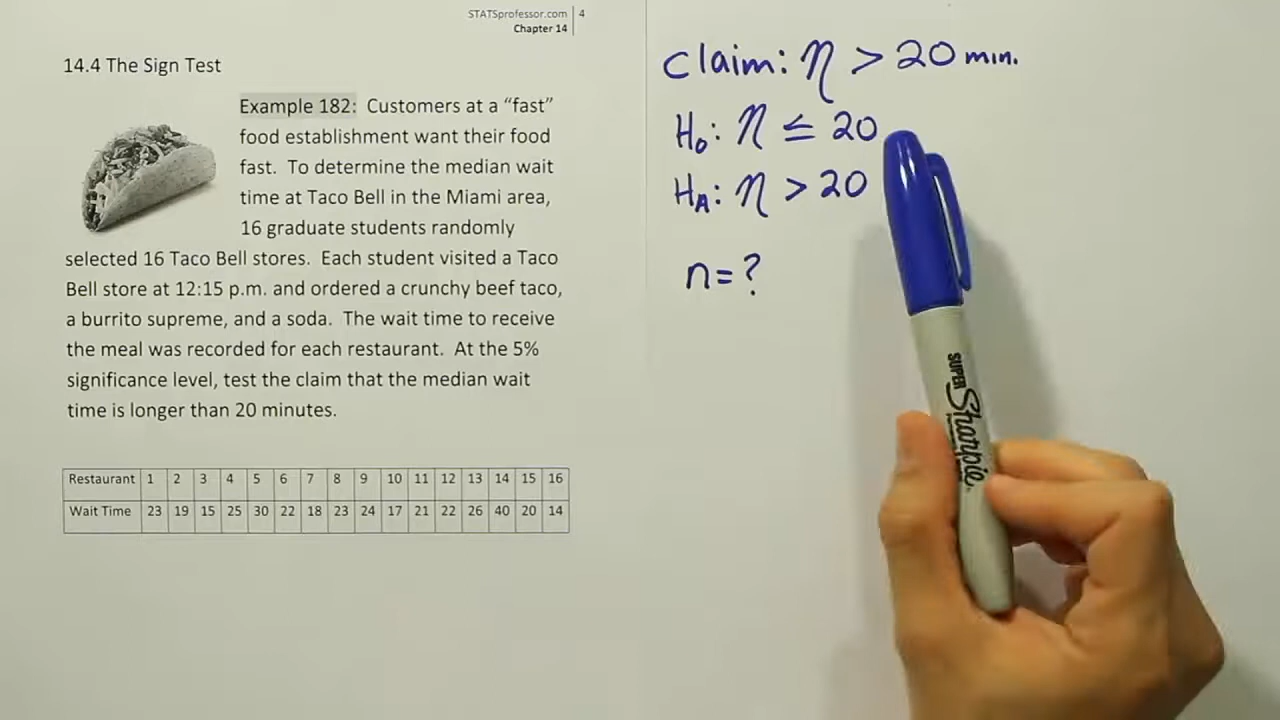 STATSprofessor.com | 4
Chapter 14
14.4 The Sign Test
Example 182: Customers at a “fast”
food establishment want their food
fast. To determine the median wait
time at Taco Bell in the Miami area,
16 graduate students randomly
selected 16 Taco Bell stores. Each student visited a Taco
Bell store at 12:15 p.m. and ordered a crunchy beef taco,
a burrito supreme, and a soda. The wait time to receive
the meal was recorded for each restaurant. At the 5%
significance level, test the claim that the median wait
time is longer than 20 minutes.
Restaurant 1 2 3 4 5 6 7 8 9 10 11 12 13 14 15 16
Wait Time 23 19 15 25 30 22 18 23 24 17 21 22 26 40 20 14
Claim: η > 20 min.
H₀: η ≤ 20
Hₐ: η > 20
n = ?
SUPER Sharpie